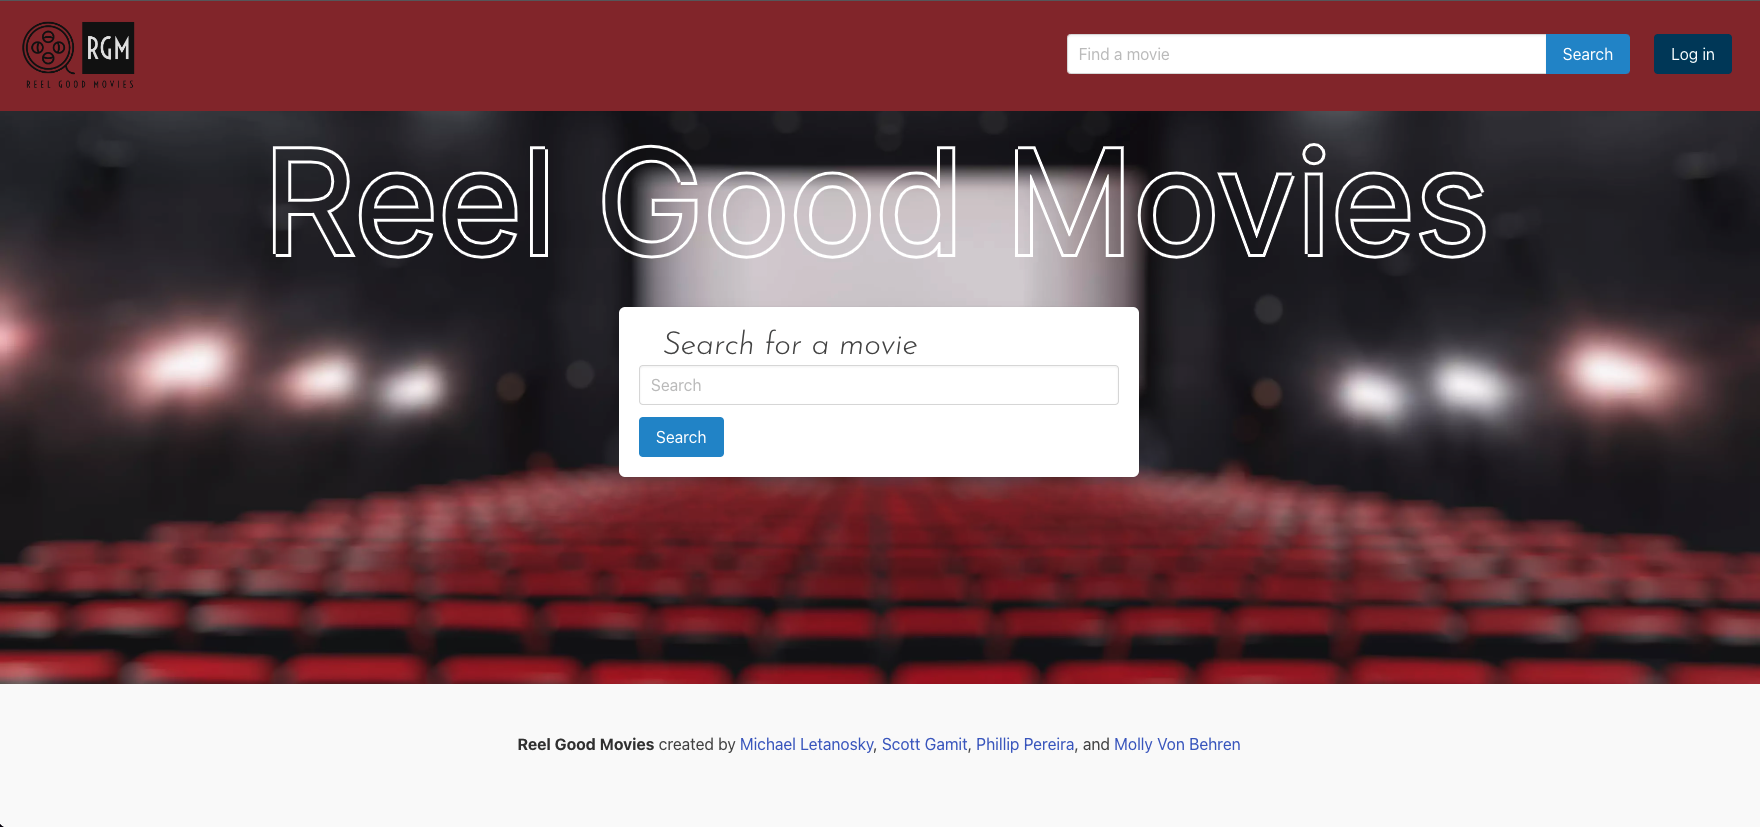 RGM
REEL GOOD MOVIES
Find a movie
Search
Log in
Reel Good Movies
Search for a movie
Search
Search
Reel Good Movies created by Michael Letanosky, Scott Gamit, Phillip Pereira, and Molly Von Behren